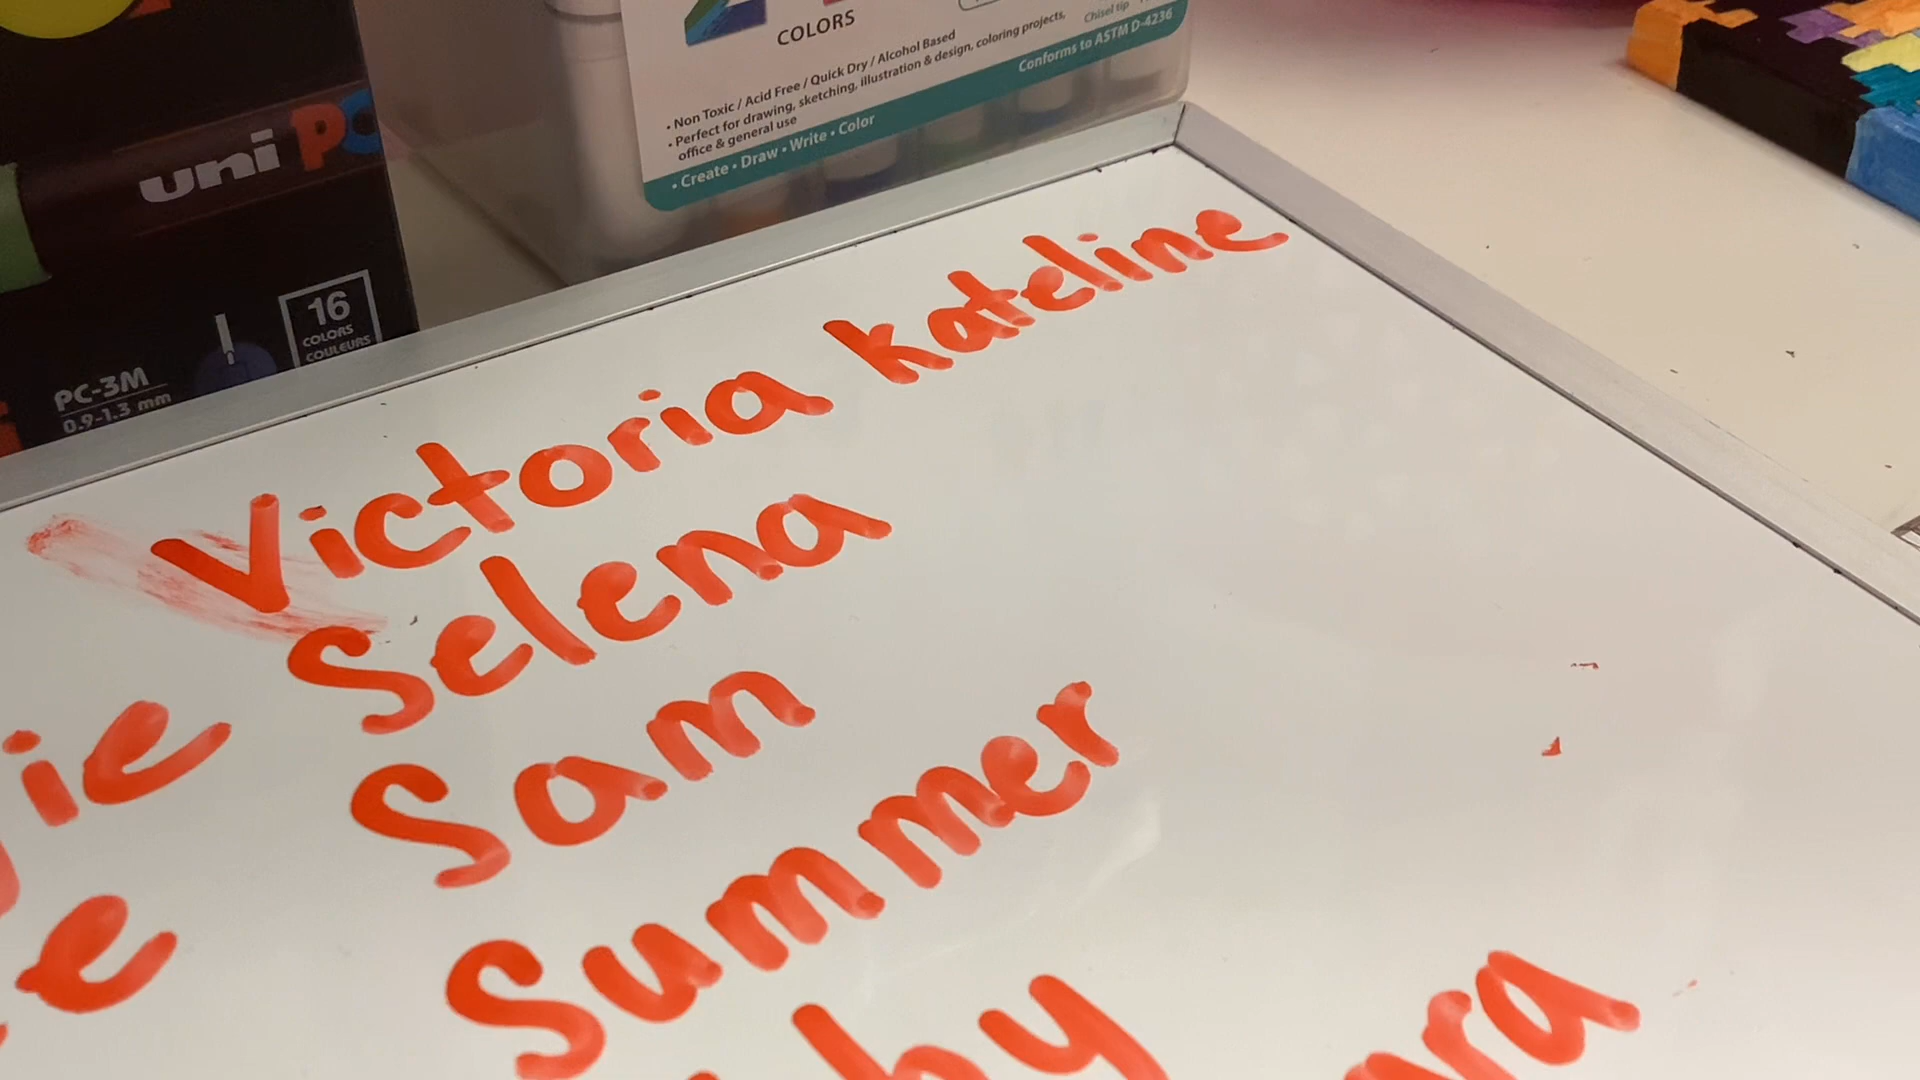 COLORS
Chisel tip
• Non Toxic / Acid Free / Quick Dry / Alcohol Based
• Perfect for drawing, sketching, illustration & design, coloring projects,
office & general use
Conforms to ASTM D-4236
• Create • Draw • Write • Color
uni
16
COLORS
COULEURS
PC-3M
0.9-1.3 mm
Victoria kateline
Selena
Sam
Summer